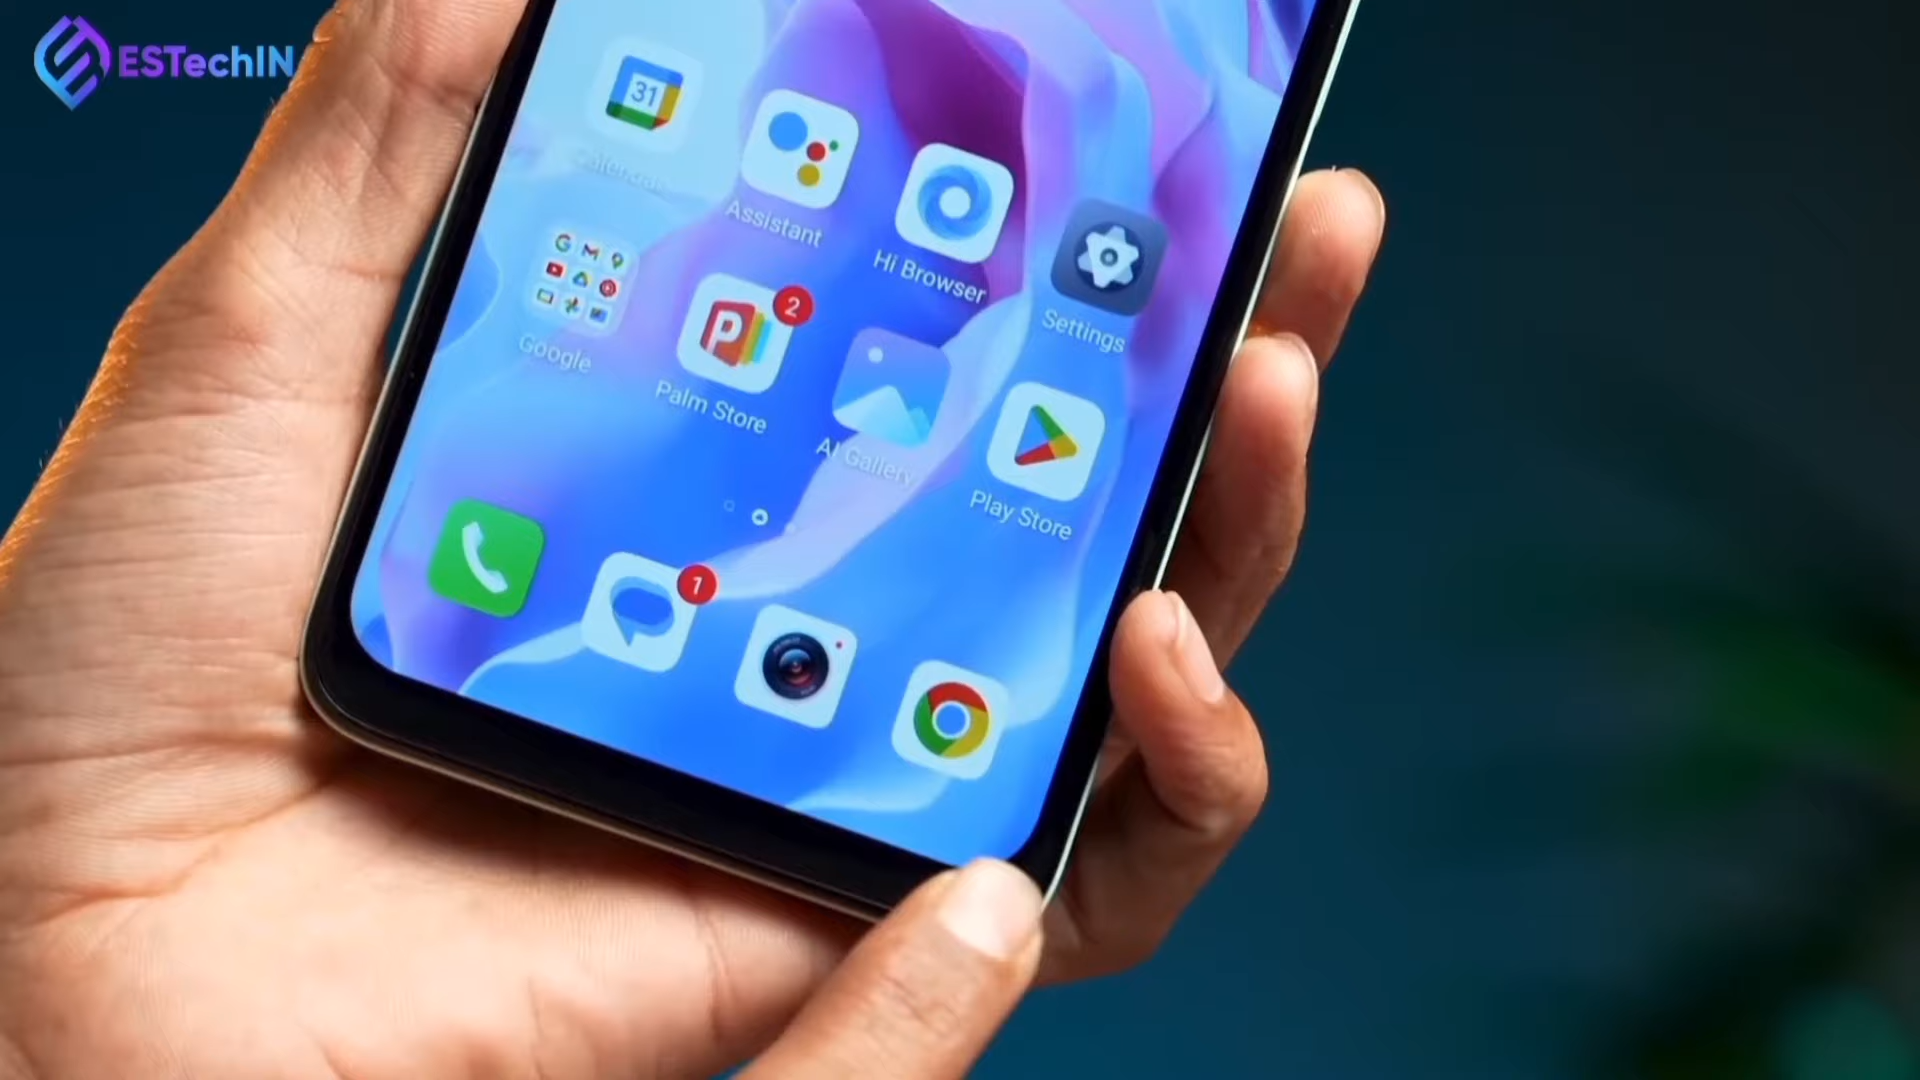 ESTechIN
31
Calendar
Assistant
Hi Browser
Settings
Google
2
Palm Store
AI Gallery
Play Store
1